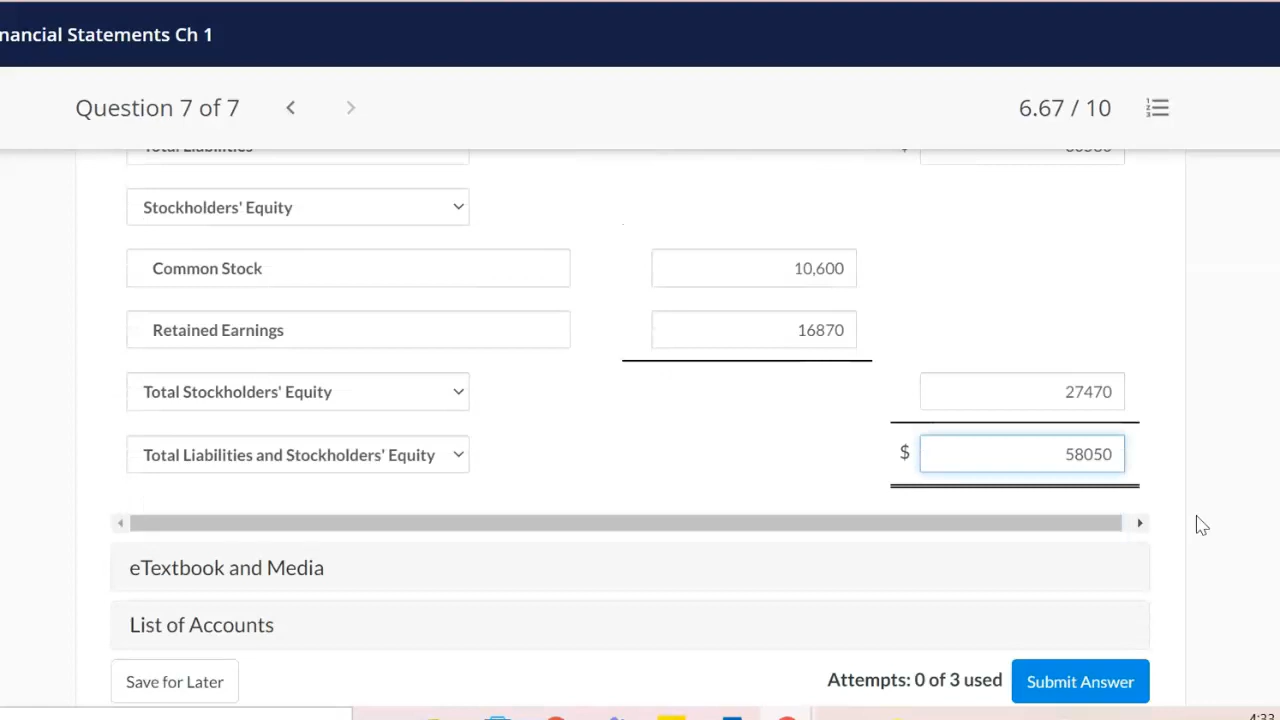 nancial Statements Ch 1
Question 7 of 7
6.67 / 10
Total Liabilities
Stockholders' Equity
Common Stock 10,600
Retained Earnings 16870
Total Stockholders' Equity 27470
Total Liabilities and Stockholders' Equity $ 58050
eTextbook and Media
List of Accounts
Save for Later
Attempts: 0 of 3 used
Submit Answer